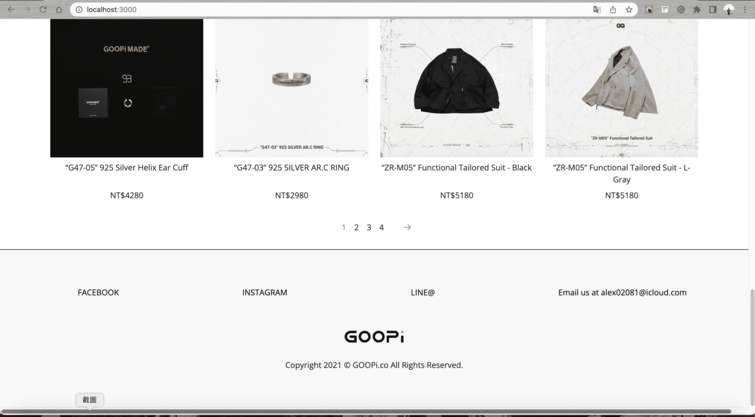 localhost:3000
GOOPi MADE®
GQ
"G47-03" 925 SILVER AR.C RING
"ZR-M05" Functional Tailored Suit
“G47-05” 925 Silver Helix Ear Cuff
“G47-03” 925 SILVER AR.C RING
“ZR-M05” Functional Tailored Suit - Black
“ZR-M05” Functional Tailored Suit - L-
Gray
NT$4280
NT$2980
NT$5180
NT$5180
1 2 3 4 →
FACEBOOK
INSTAGRAM
LINE@
Email us at alex02081@icloud.com
GOOPi
Copyright 2021 © GOOPi.co All Rights Reserved.
截圖